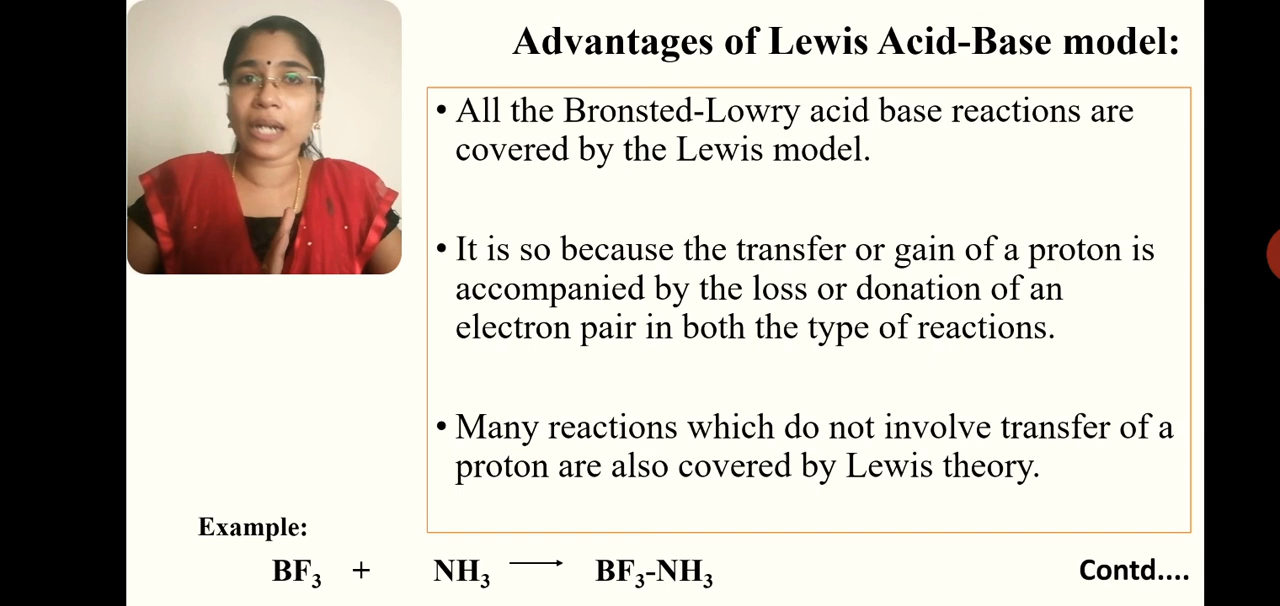 Advantages of Lewis Acid-Base model:
• All the Bronsted-Lowry acid base reactions are
covered by the Lewis model.
• It is so because the transfer or gain of a proton is
accompanied by the loss or donation of an
electron pair in both the type of reactions.
• Many reactions which do not involve transfer of a
proton are also covered by Lewis theory.
Example:
BF₃ + NH₃ ⟶ BF₃-NH₃
Contd....